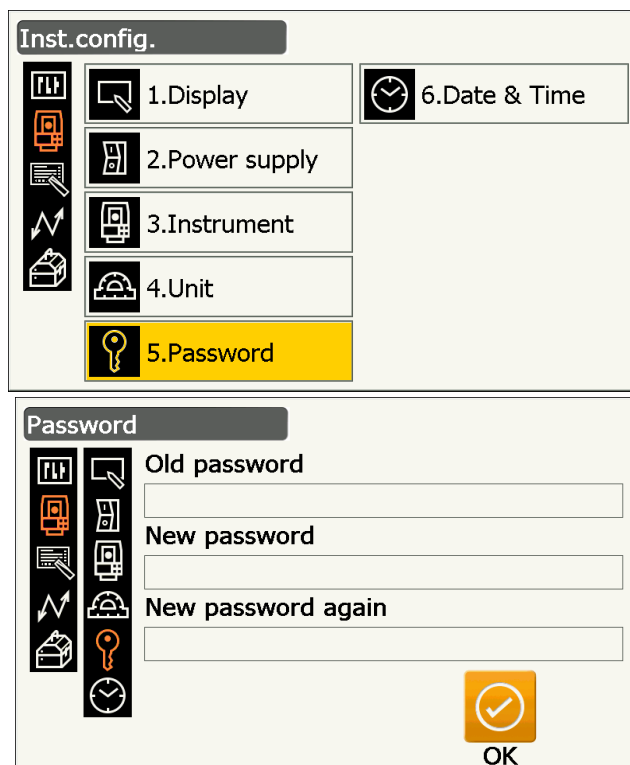 Inst.config.
1.Display
6.Date & Time
2.Power supply
3.Instrument
4.Unit
5.Password
Password
Old password
New password
New password again
OK